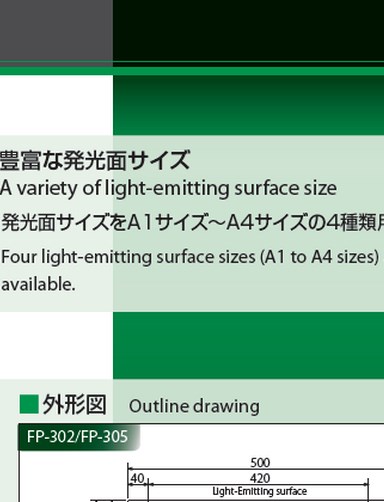 豊富な発光面サイズ
A variety of light-emitting surface size
発光面サイズをA1サイズ〜A4サイズの4種類
Four light-emitting surface sizes (A1 to A4 sizes)
available.
■外形図 Outline drawing
FP-302/FP-305
500
40 420
Light-Emitting surface